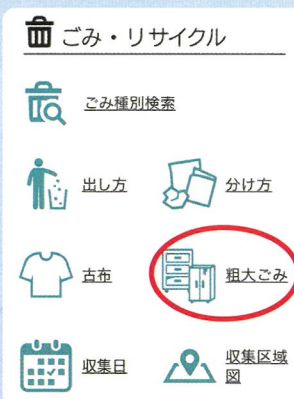 ごみ・リサイクル
ごみ種別検索
出し方
分け方
古布
粗大ごみ
収集日
収集区域
図